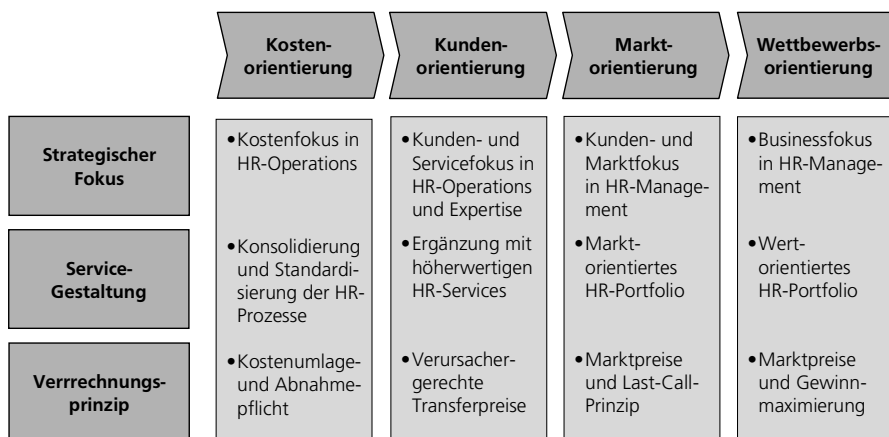 Kosten-
orientierung
Kunden-
orientierung
Markt-
orientierung
Wettbewerbs-
orientierung
Strategischer
Fokus
•Kostenfokus in
HR-Operations
•Kunden- und
Servicefokus in
HR-Operations
und Expertise
•Kunden- und
Marktfokus
in HR-Manage-
ment
•Businessfokus
in HR-Manage-
ment
Service-
Gestaltung
•Konsolidierung
und Standardi-
sierung der HR-
Prozesse
•Ergänzung mit
höherwertigen
HR-Services
•Markt-
orientiertes
HR-Portfolio
•Wert-
orientiertes
HR-Portfolio
Verrrechnungs-
prinzip
•Kostenumlage-
und Abnahme-
pflicht
•Verursacher-
gerechte
Transferpreise
•Marktpreise
und Last-Call-
Prinzip
•Marktpreise
und Gewinn-
maximierung